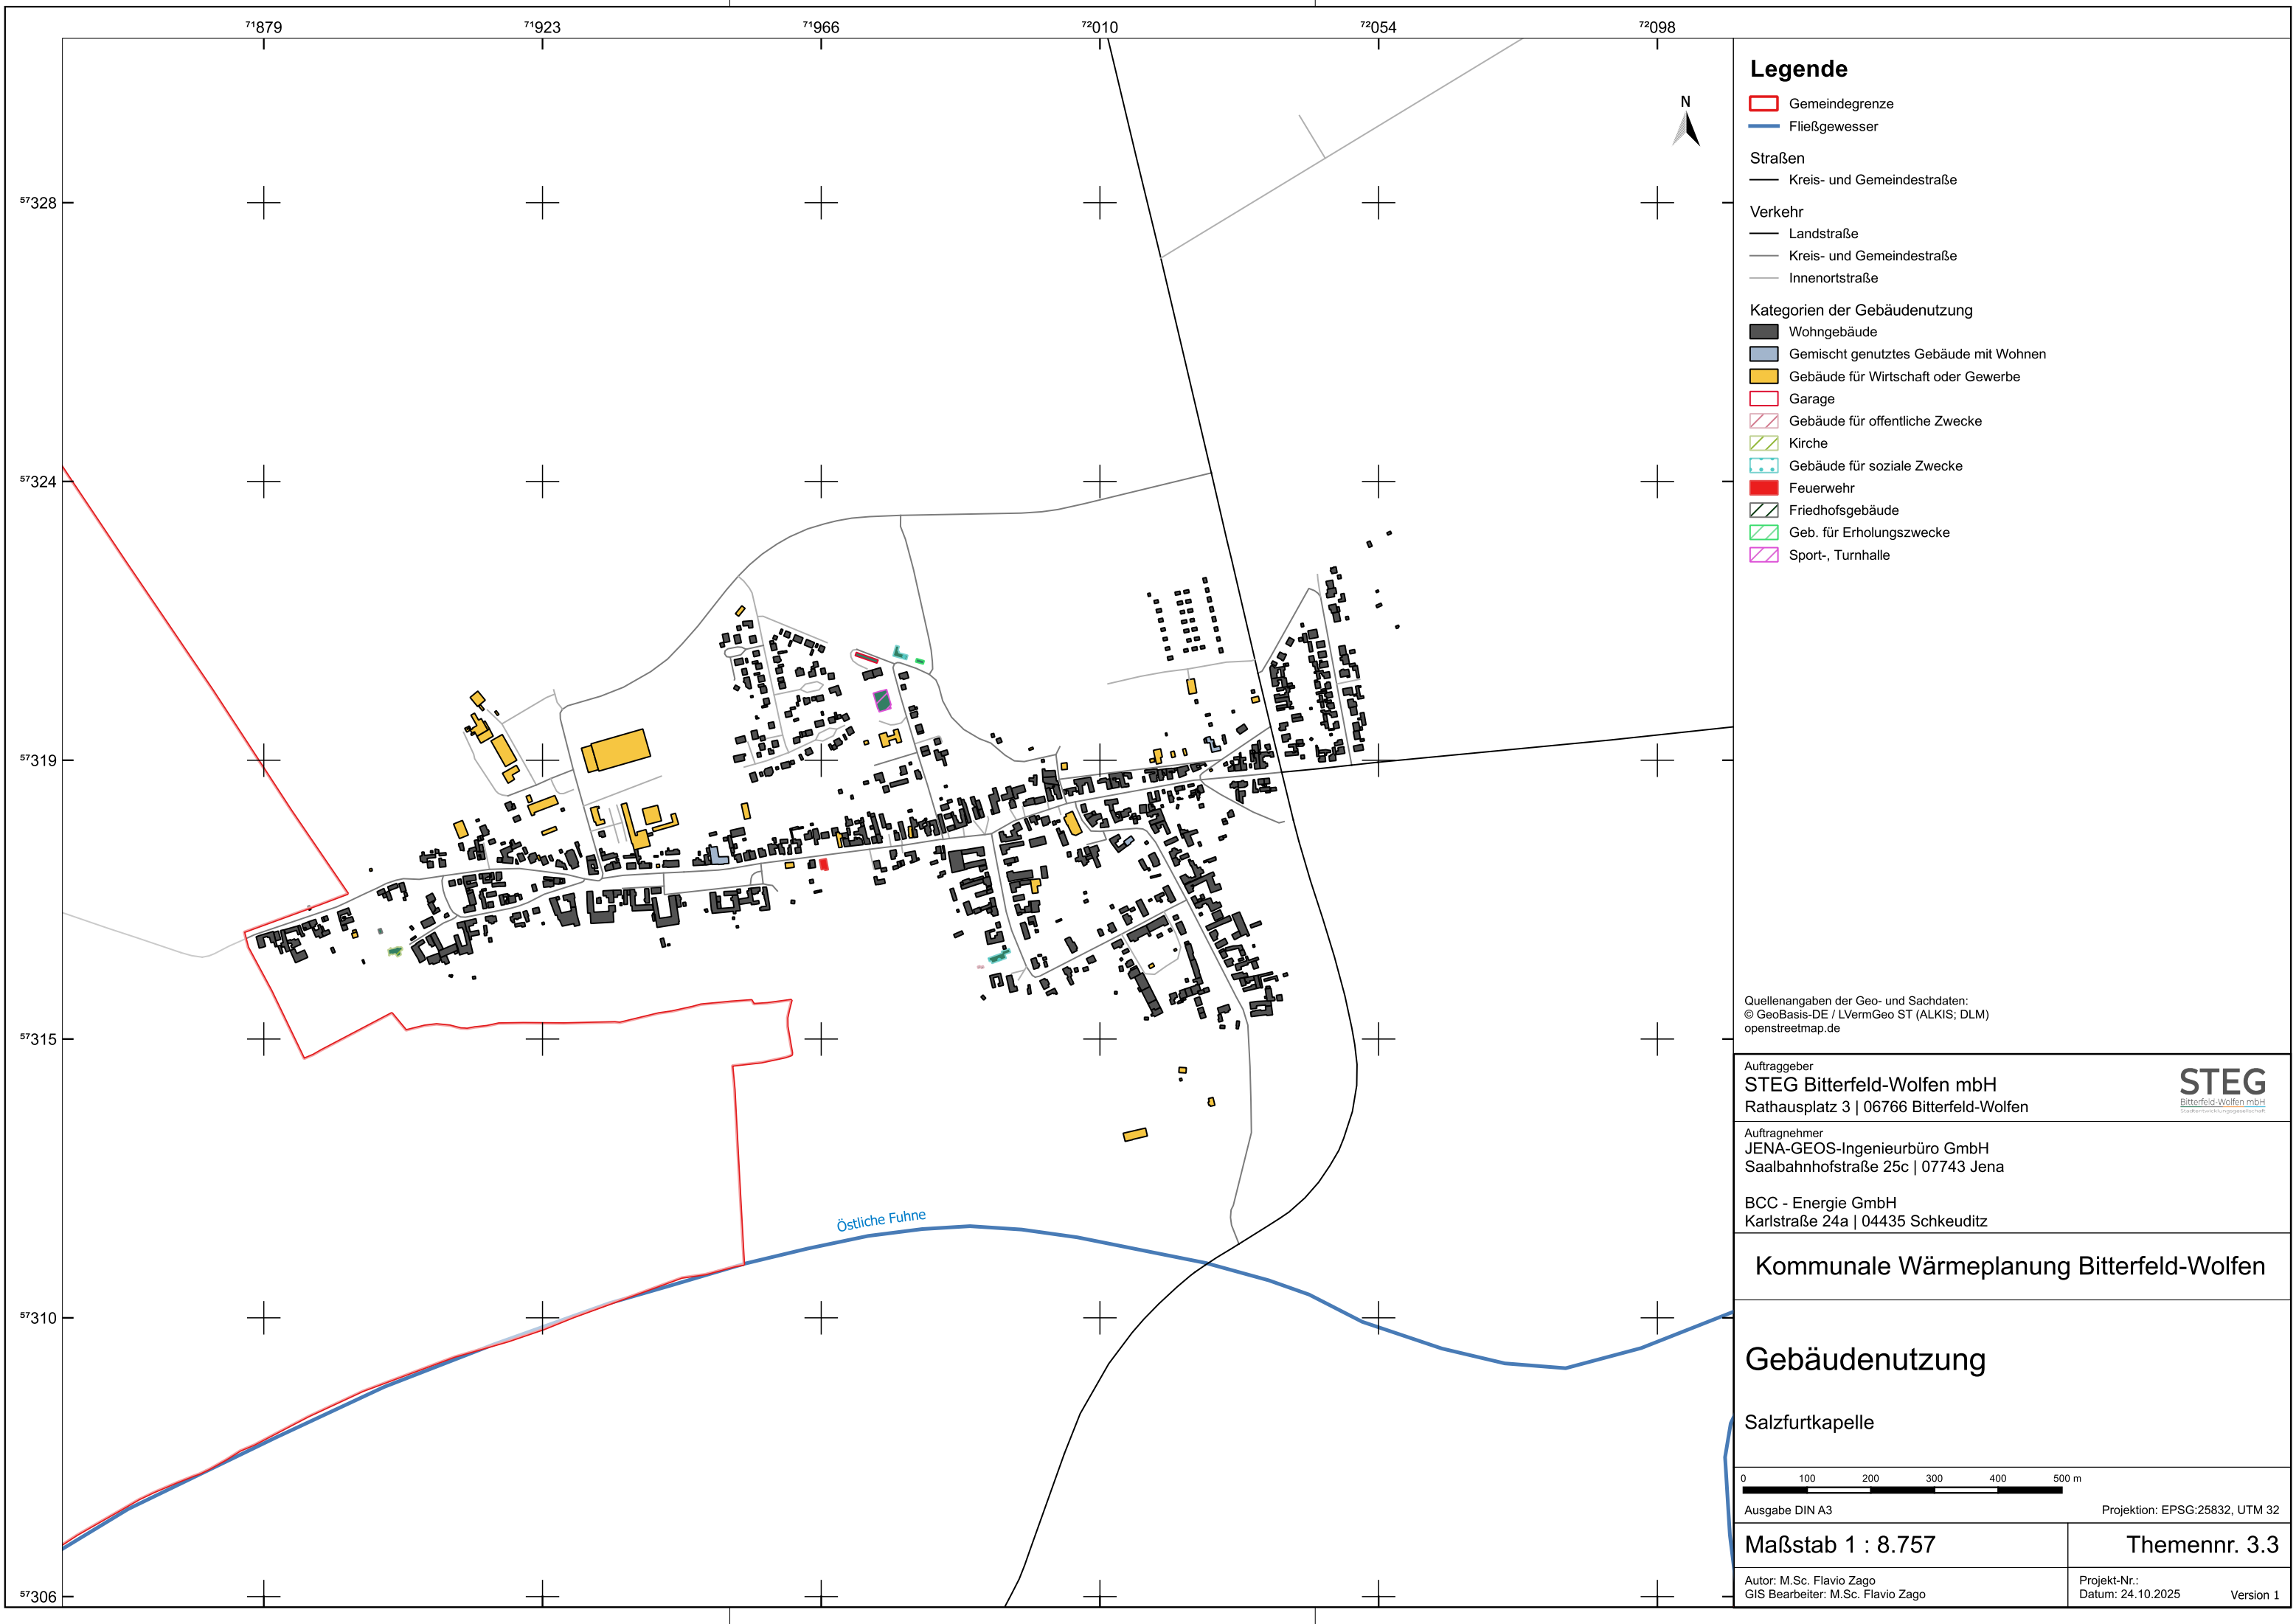 ⁷¹879
⁷¹923
⁷¹966
⁷²010
⁷²054
⁷²098
⁵⁷328
⁵⁷324
⁵⁷319
⁵⁷315
⁵⁷310
⁵⁷306
N
Östliche Fuhne
Legende
Gemeindegrenze
Fließgewesser
Straßen
Kreis- und Gemeindestraße
Verkehr
Landstraße
Kreis- und Gemeindestraße
Innenortstraße
Kategorien der Gebäudenutzung
Wohngebäude
Gemischt genutztes Gebäude mit Wohnen
Gebäude für Wirtschaft oder Gewerbe
Garage
Gebäude für offentliche Zwecke
Kirche
Gebäude für soziale Zwecke
Feuerwehr
Friedhofsgebäude
Geb. für Erholungszwecke
Sport-, Turnhalle
Quellenangaben der Geo- und Sachdaten:
© GeoBasis-DE / LVermGeo ST (ALKIS; DLM)
openstreetmap.de
Auftraggeber
STEG Bitterfeld-Wolfen mbH
Rathausplatz 3 | 06766 Bitterfeld-Wolfen
STEG
Bitterfeld-Wolfen mbH
Stadtentwicklungsgesellschaft
Auftragnehmer
JENA-GEOS-Ingenieurbüro GmbH
Saalbahnhofstraße 25c | 07743 Jena
BCC - Energie GmbH
Karlstraße 24a | 04435 Schkeuditz
Kommunale Wärmeplanung Bitterfeld-Wolfen
Gebäudenutzung
Salzfurtkapelle
0 100 200 300 400 500 m
Ausgabe DIN A3 Projektion: EPSG:25832, UTM 32
Maßstab 1 : 8.757 Themennr. 3.3
Autor: M.Sc. Flavio Zago
GIS Bearbeiter: M.Sc. Flavio Zago
Projekt-Nr.:
Datum: 24.10.2025 Version 1